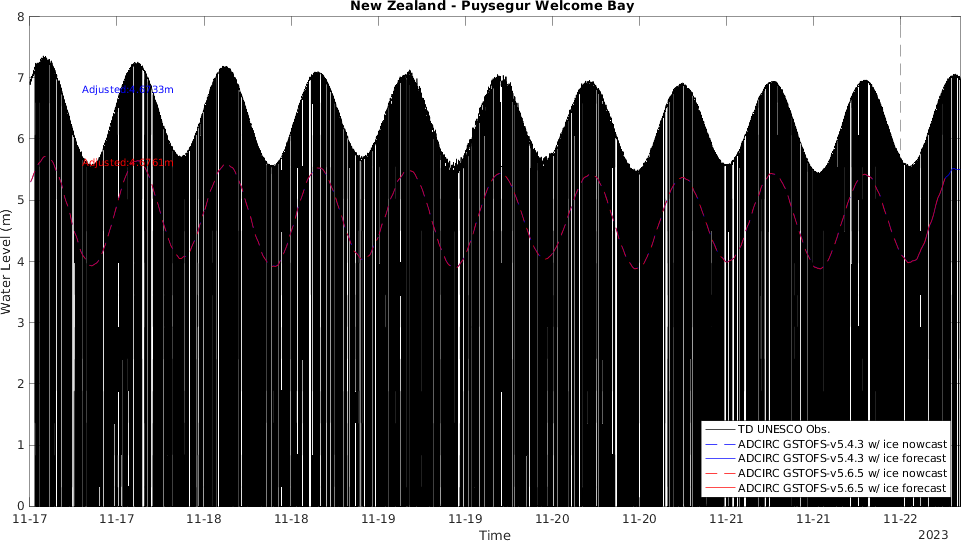 New Zealand - Puysegur Welcome Bay
8
7
6
5
4
3
2
1
0
Water Level (m)
11-17
11-17
11-18
11-18
11-19
11-19
11-20
11-20
11-21
11-21
11-22
Time
2023
TD UNESCO Obs.
ADCIRC GSTOFS-v5.4.3 w/ ice nowcast
ADCIRC GSTOFS-v5.4.3 w/ ice forecast
ADCIRC GSTOFS-v5.6.5 w/ ice nowcast
ADCIRC GSTOFS-v5.6.5 w/ ice forecast